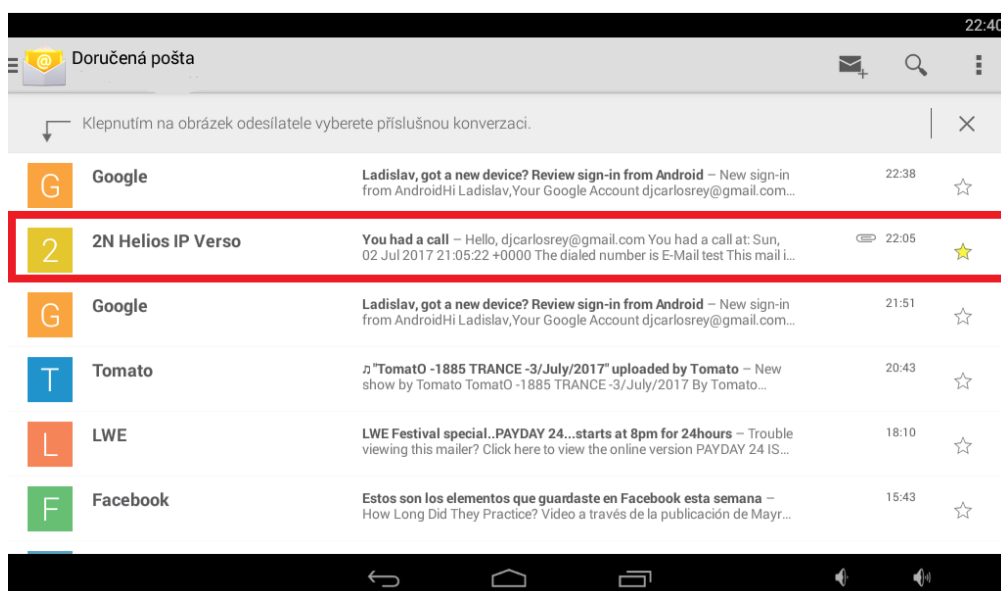 22:40
Doručená pošta
Klepnutím na obrázek odesílatele vyberete příslušnou konverzaci.
G Google Ladislav, got a new device? Review sign-in from Android – New sign-in 22:38
from AndroidHi Ladislav,Your Google Account djcarlosrey@gmail.com...
2 2N Helios IP Verso You had a call – Hello, djcarlosrey@gmail.com You had a call at: Sun, 22:05
02 Jul 2017 21:05:22 +0000 The dialed number is E-Mail test This mail i...
G Google Ladislav, got a new device? Review sign-in from Android – New sign-in 21:51
from AndroidHi Ladislav,Your Google Account djcarlosrey@gmail.com...
T Tomato ♫"TomatO -1885 TRANCE -3/July/2017" uploaded by Tomato – New 20:43
show by Tomato TomatO -1885 TRANCE -3/July/2017 By Tomato...
L LWE LWE Festival special..PAYDAY 24...starts at 8pm for 24hours – Trouble 18:10
viewing this mailer? Click here to view the online version PAYDAY 24 IS...
F Facebook Estos son los elementos que guardaste en Facebook esta semana – 15:43
How Long Did They Practice? Video a través de la publicación de Mayr...